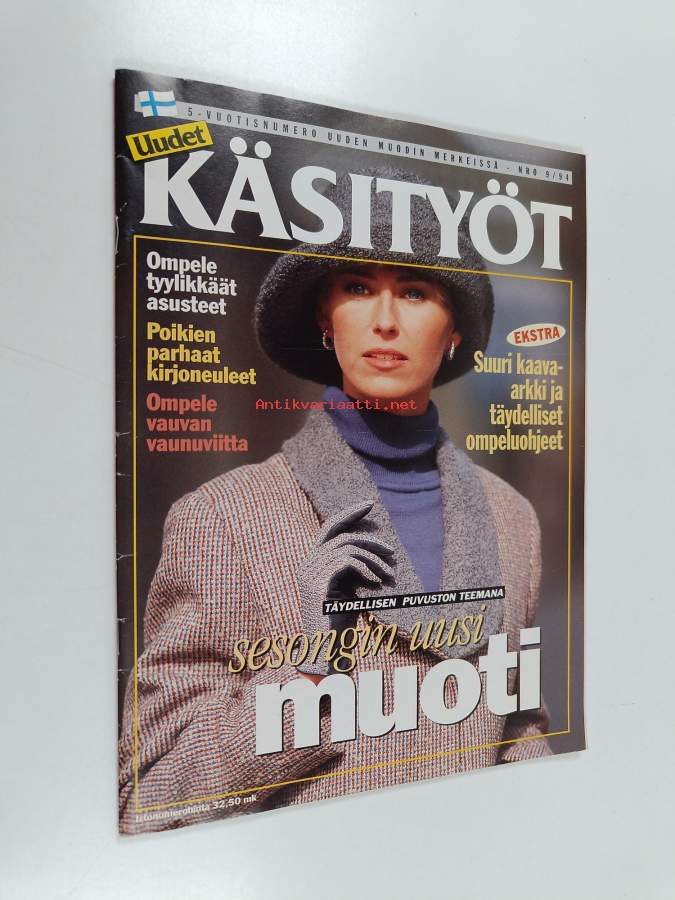 5-VUOTISNUMERO UUDEN MUODIN MERKEISSÄ - NRO 9/94
Uudet
KÄSITYÖT
Ompele
tyylikkäät
asusteet
Poikien
parhaat
kirjoneuleet
Ompele
vauvan
vaunuviitta
EKSTRA
Suuri kaava-
arkki ja
täydelliset
ompeluohjeet
Antikvariaatti.net
TÄYDELLISEN PUVUSTON TEEMANA
sesongin uusi
muoti
Irtonumerohinta 32,50 mk